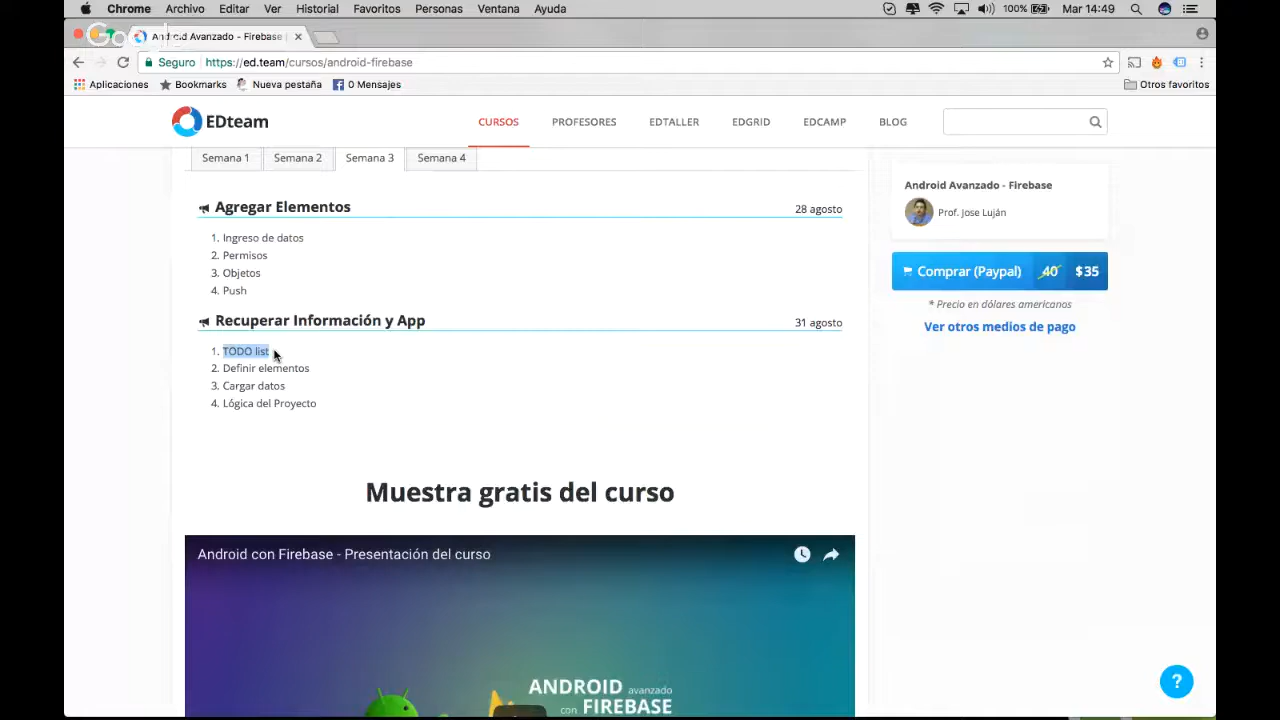 Chrome Archivo Editar Ver Historial Favoritos Personas Ventana Ayuda 100% Mar 14:49
Google
Android Avanzado - Firebase
Seguro https://ed.team/cursos/android-firebase
Aplicaciones Bookmarks Nueva pestaña 0 Mensajes Otros favoritos
EDteam CURSOS PROFESORES EDTALLER EDGRID EDCAMP BLOG
Semana 1 Semana 2 Semana 3 Semana 4
Agregar Elementos 28 agosto
1. Ingreso de datos
2. Permisos
3. Objetos
4. Push
Recuperar Información y App 31 agosto
1. TODO list
2. Definir elementos
3. Cargar datos
4. Lógica del Proyecto
Android Avanzado - Firebase
Prof. Jose Luján
Comprar (Paypal) 40 $35
* Precio en dólares americanos
Ver otros medios de pago
Muestra gratis del curso
Android con Firebase - Presentación del curso
ANDROID avanzado
con FIREBASE
?